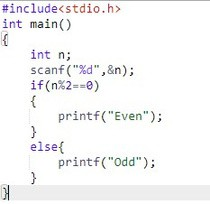 #include<stdio.h>
int main()
{
    int n;
    scanf("%d",&n);
    if(n%2==0)
    {
        printf("Even");
    }
    else{
        printf("Odd");
    }
}